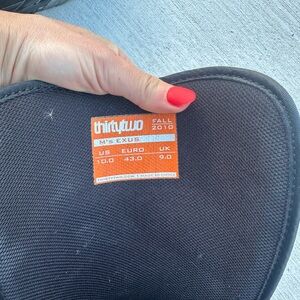 thirtytwo FALL 2010
M's EXUS
US EURO. UK
10.0 43.0 9.0